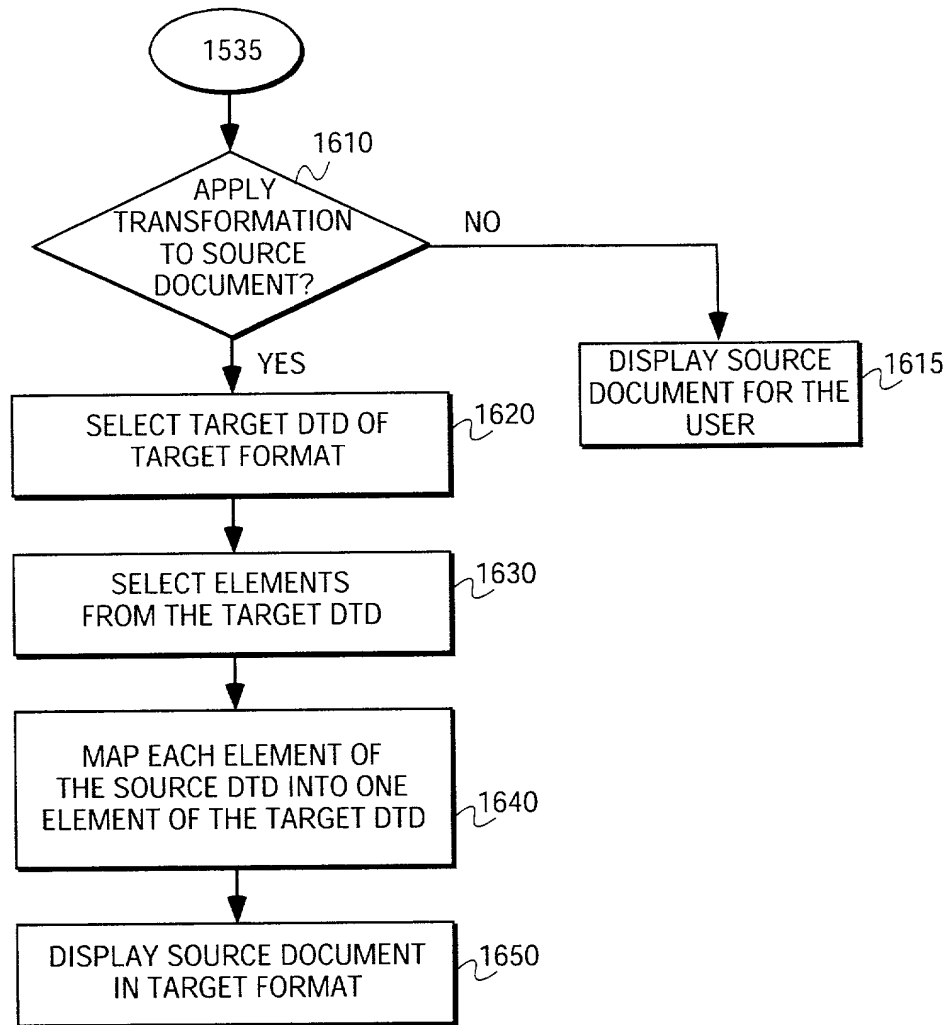 1535
1610
APPLY
TRANSFORMATION
TO SOURCE
DOCUMENT?
NO
YES
DISPLAY SOURCE
DOCUMENT FOR THE
USER
1615
SELECT TARGET DTD OF
TARGET FORMAT
1620
SELECT ELEMENTS
FROM THE TARGET DTD
1630
MAP EACH ELEMENT OF
THE SOURCE DTD INTO ONE
ELEMENT OF THE TARGET DTD
1640
DISPLAY SOURCE DOCUMENT
IN TARGET FORMAT
1650